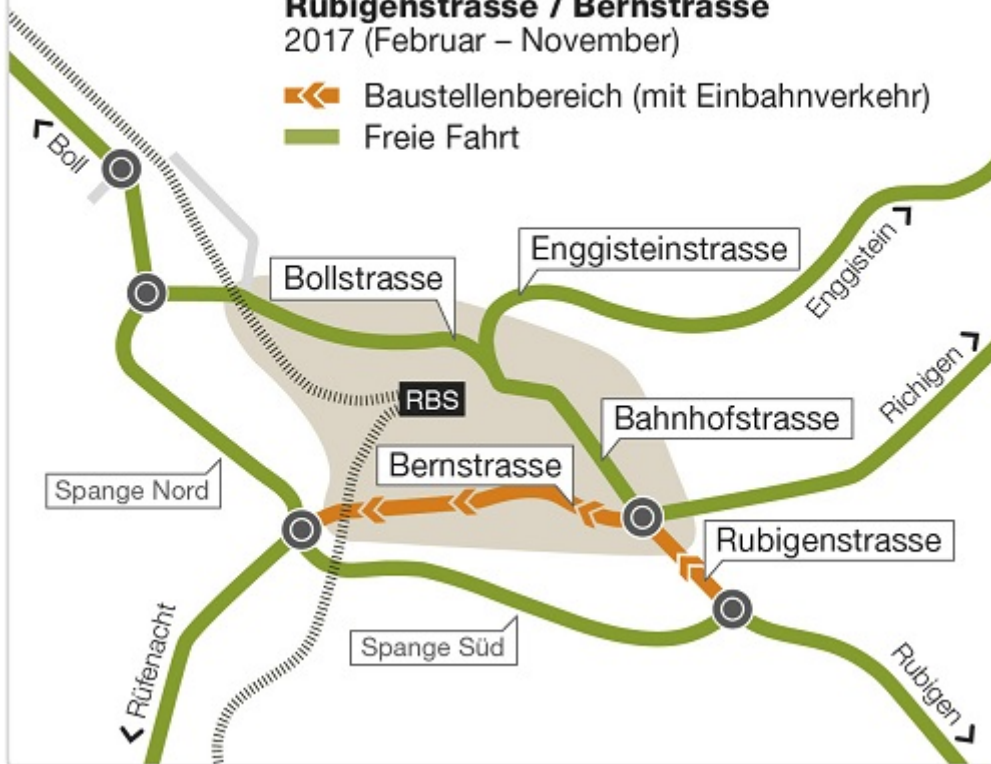 Rubigenstrasse / Bernstrasse
2017 (Februar – November)
Baustellenbereich (mit Einbahnverkehr)
Freie Fahrt
Boll
Enggisteinstrasse
Bollstrasse
Enggistein
Richigen
RBS
Bahnhofstrasse
Bernstrasse
Spange Nord
Rubigenstrasse
Rüfenacht
Spange Süd
Rubigen